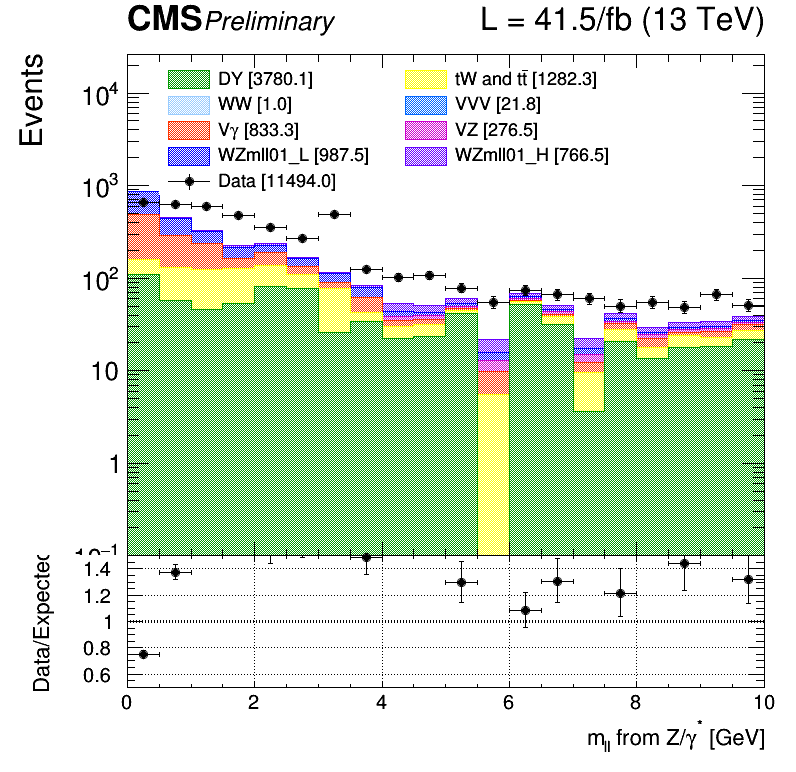 CMS Preliminary L = 41.5/fb (13 TeV)
Events
DY [3780.1] tW and tt̄ [1282.3]
WW [1.0] VVV [21.8]
Vγ [833.3] VZ [276.5]
WZmll01_L [987.5] WZmll01_H [766.5]
Data [11494.0]
10⁴
10³
10²
10
1
10⁻¹
Data/Expected
1.4
1.2
1
0.8
0.6
0 2 4 6 8 10
m_ll from Z/γ* [GeV]